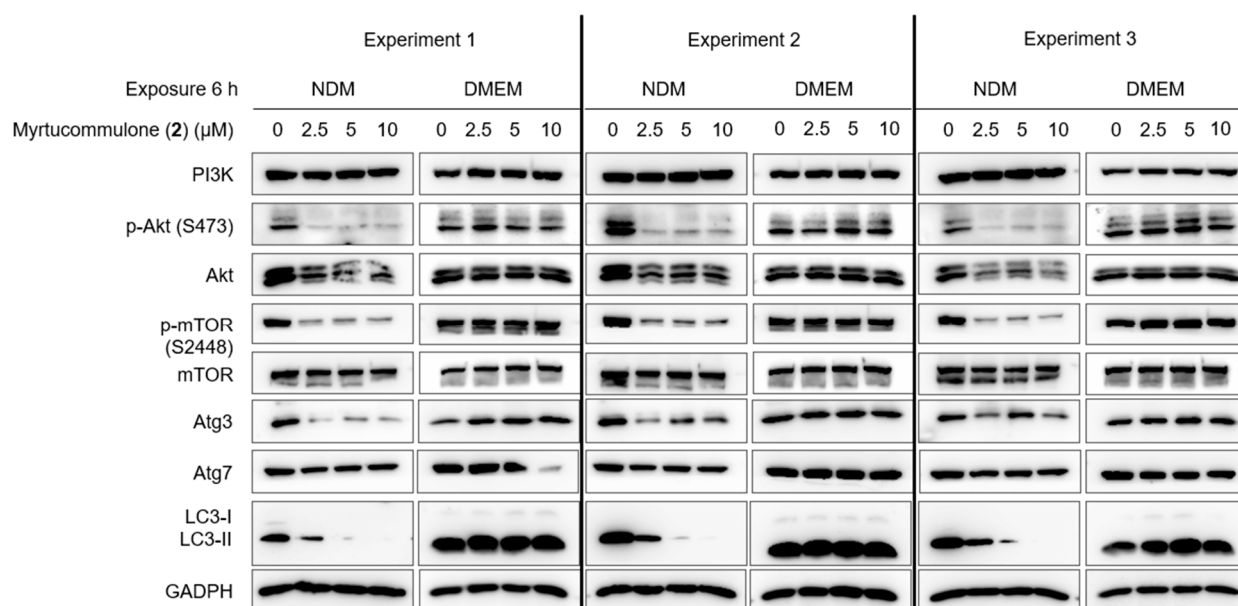 Experiment 1 Experiment 2 Experiment 3
Exposure 6 h NDM DMEM NDM DMEM NDM DMEM
Myrtucommulone (2) (µM) 0 2.5 5 10 0 2.5 5 10 0 2.5 5 10 0 2.5 5 10 0 2.5 5 10 0 2.5 5 10
PI3K
p-Akt (S473)
Akt
p-mTOR
(S2448)
mTOR
Atg3
Atg7
LC3-I
LC3-II
GADPH